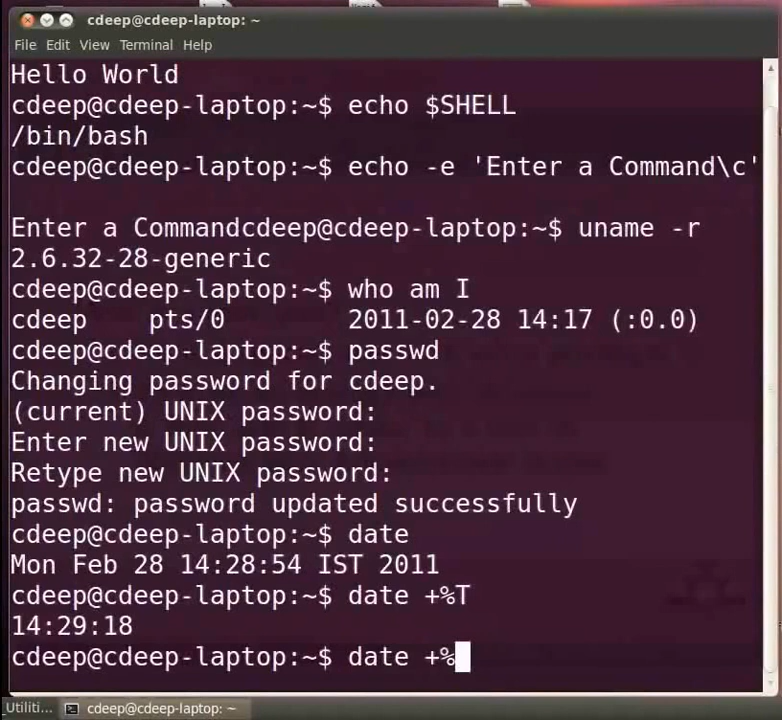 cdeep@cdeep-laptop: ~
File Edit View Terminal Help
Hello World
cdeep@cdeep-laptop:~$ echo $SHELL
/bin/bash
cdeep@cdeep-laptop:~$ echo -e 'Enter a Command\c'
Enter a Commandcdeep@cdeep-laptop:~$ uname -r
2.6.32-28-generic
cdeep@cdeep-laptop:~$ who am I
cdeep    pts/0        2011-02-28 14:17 (:0.0)
cdeep@cdeep-laptop:~$ passwd
Changing password for cdeep.
(current) UNIX password:
Enter new UNIX password:
Retype new UNIX password:
passwd: password updated successfully
cdeep@cdeep-laptop:~$ date
Mon Feb 28 14:28:54 IST 2011
cdeep@cdeep-laptop:~$ date +%T
14:29:18
cdeep@cdeep-laptop:~$ date +%
Utiliti... cdeep@cdeep-laptop: ~